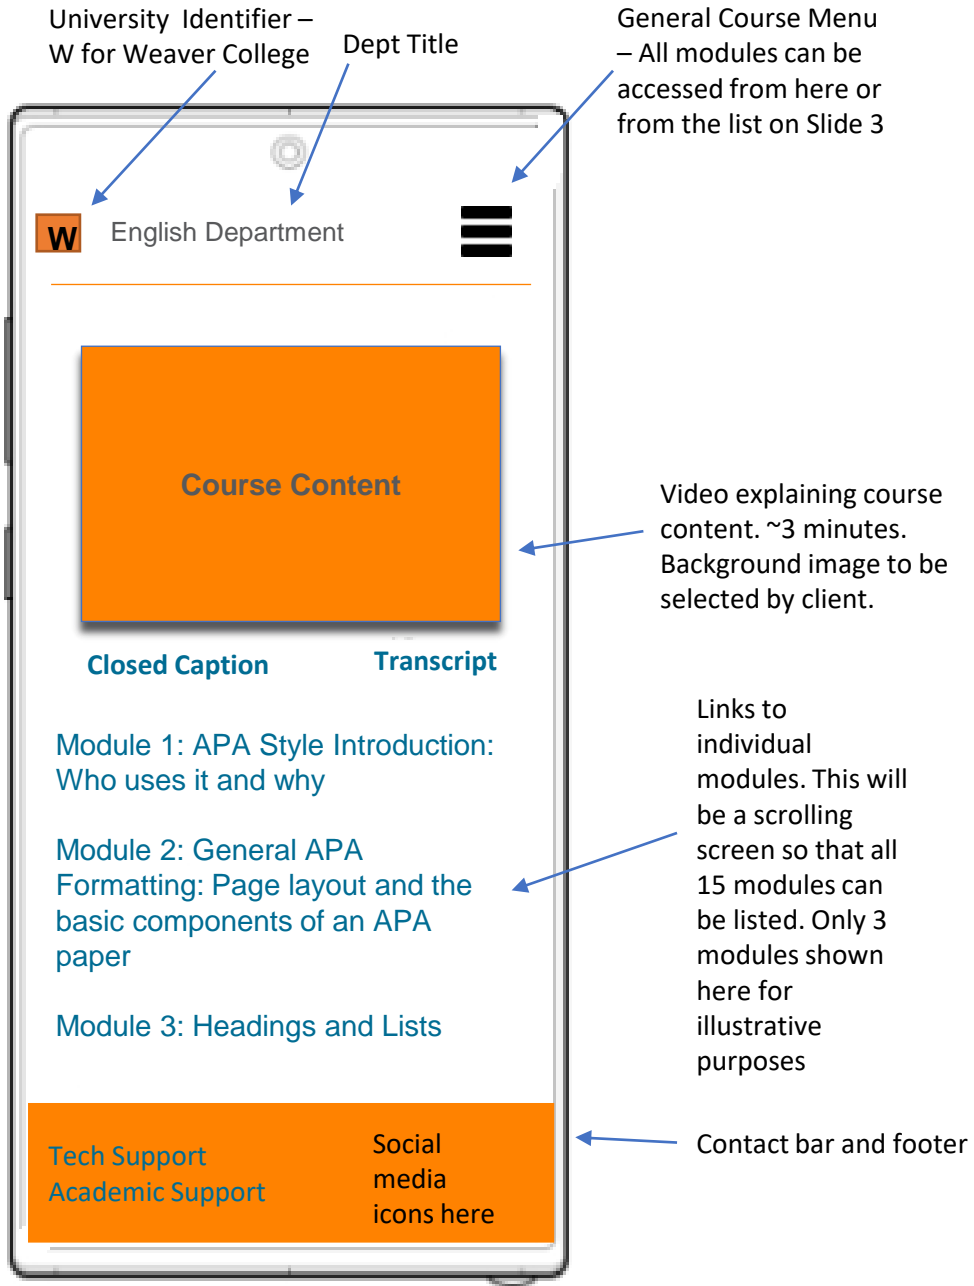 University  Identifier –
W for Weaver College
Dept Title
General Course Menu
– All modules can be
accessed from here or
from the list on Slide 3
W
English Department
Course Content
Video explaining course
content. ~3 minutes.
Background image to be
selected by client.
Closed Caption
Transcript
Module 1: APA Style Introduction:
Who uses it and why
Module 2: General APA
Formatting: Page layout and the
basic components of an APA
paper
Module 3: Headings and Lists
Links to
individual
modules. This will
be a scrolling
screen so that all
15 modules can
be listed. Only 3
modules shown
here for
illustrative
purposes
Tech Support
Academic Support
Social
media
icons here
Contact bar and footer